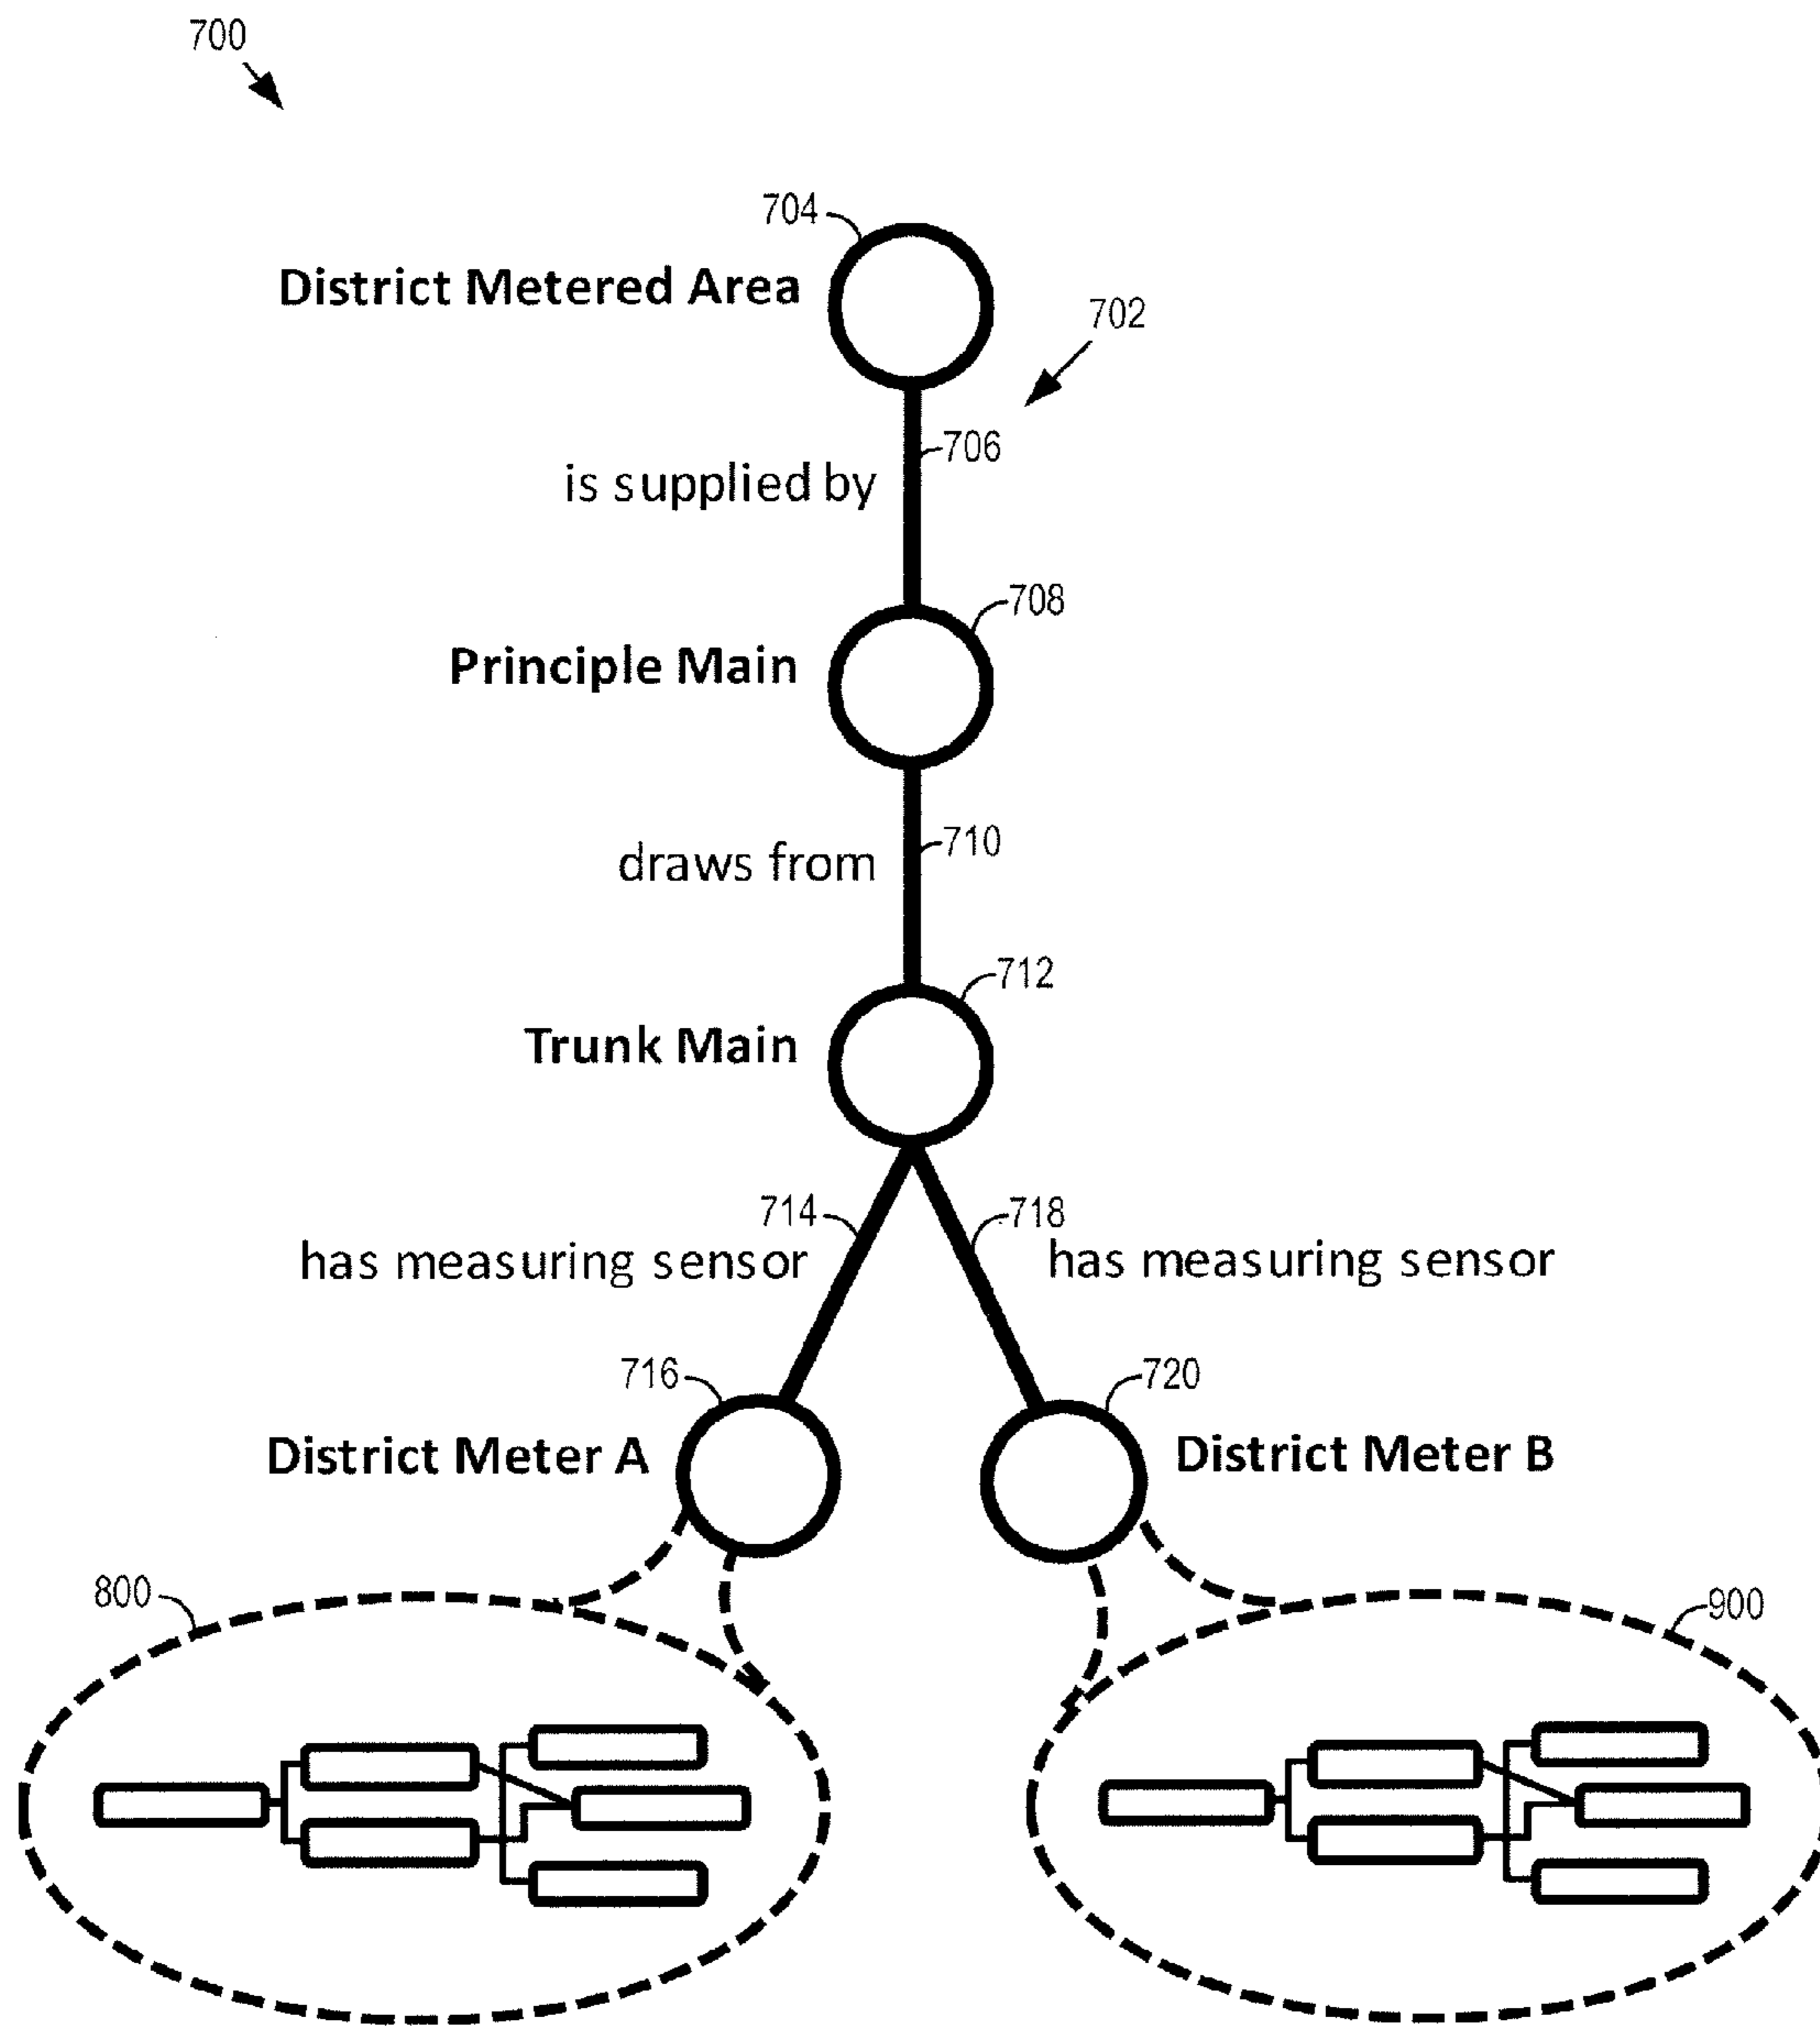 700
704
District Metered Area
702
706
is supplied by
708
Principle Main
710
draws from
712
Trunk Main
714
718
has measuring sensor
has measuring sensor
716
720
District Meter A
District Meter B
800
900